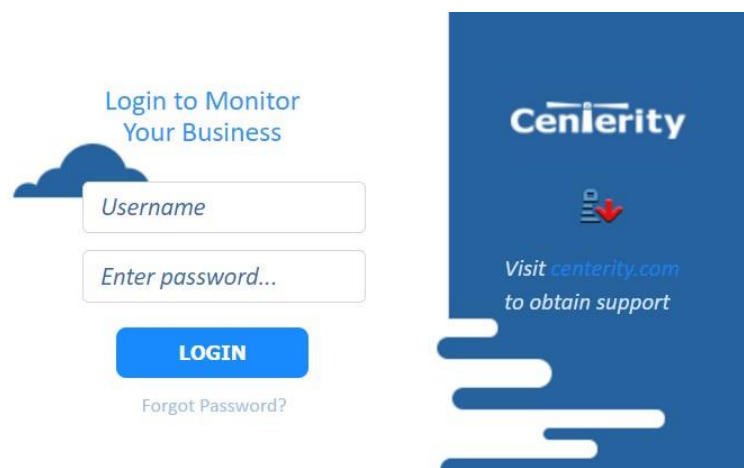 Login to Monitor
Your Business
Username
Enter password...
LOGIN
Forgot Password?
Centerity
Visit centerity.com
to obtain support